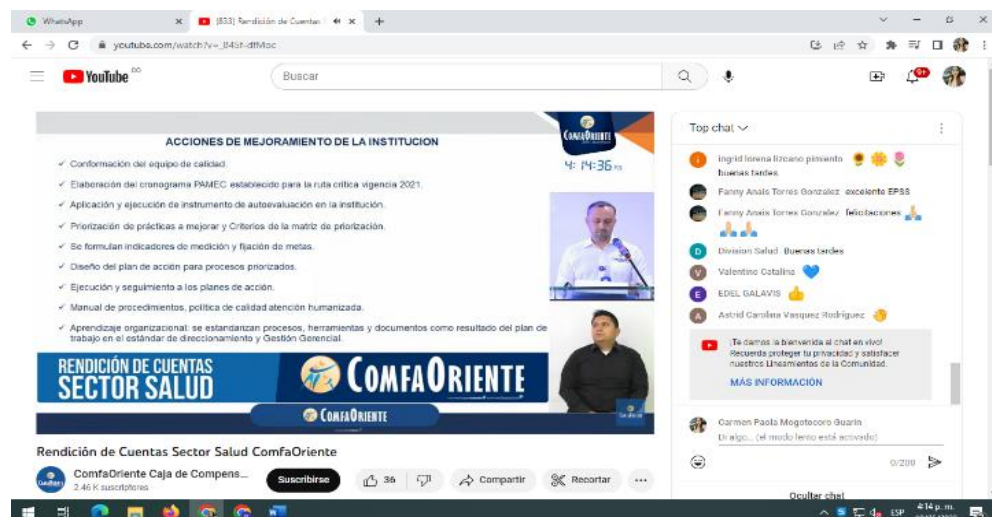 WhatsApp
(833) Rendición de Cuentas
youtube.com/watch?v=
YouTube CO
Buscar
ACCIONES DE MEJORAMIENTO DE LA INSTITUCION
✓ Conformación del equipo de calidad.
✓ Elaboración del cronograma PAMEC establecido para la ruta crítica vigencia 2021.
✓ Aplicación y ejecución de instrumento de autoevaluación en la institución.
✓ Priorización de prácticas a mejorar y Criterios de la matriz de priorización.
✓ Se formulan indicadores de medición y fijación de metas.
✓ Diseño del plan de acción para procesos priorizados.
✓ Ejecución y seguimiento a los planes de acción.
✓ Manual de procedimientos, política de calidad atención humanizada.
✓ Aprendizaje organizacional: se estandarizan procesos, herramientas y documentos como resultado del plan de
trabajo en el estándar de direccionamiento y Gestión Gerencial.
COMFAORIENTE
4:14:36
RENDICIÓN DE CUENTAS
SECTOR SALUD
COMFAORIENTE
COMFAORIENTE
Rendición de Cuentas Sector Salud ComfaOriente
ComfaOriente Caja de Compens...
2.46 K suscriptores
Suscribirse
36
Compartir
Recortar
Top chat
ingrid lorena lizcano pimiento 🌻🌼🌷
buenas tardes
Fanny Anais Torres Gonzalez excelente EPSS
Fanny Anais Torres Gonzalez felicitaciones 🙏
🙏🙏
Division Salud Buenas tardes
Valentino Catalina 💙
EDEL GALAVIS 👍
Astrid Carolina Vasquez Rodriguez 👏
¡Te damos la bienvenida al chat en vivo!
Recuerda proteger tu privacidad y satisfacer
nuestros Lineamientos de la Comunidad.
MÁS INFORMACIÓN
Carmen Paola Mogotocoro Guarin
Di algo... (el modo lento está activado)
0/200
Ocultar chat
ESP
4:14 p. m.